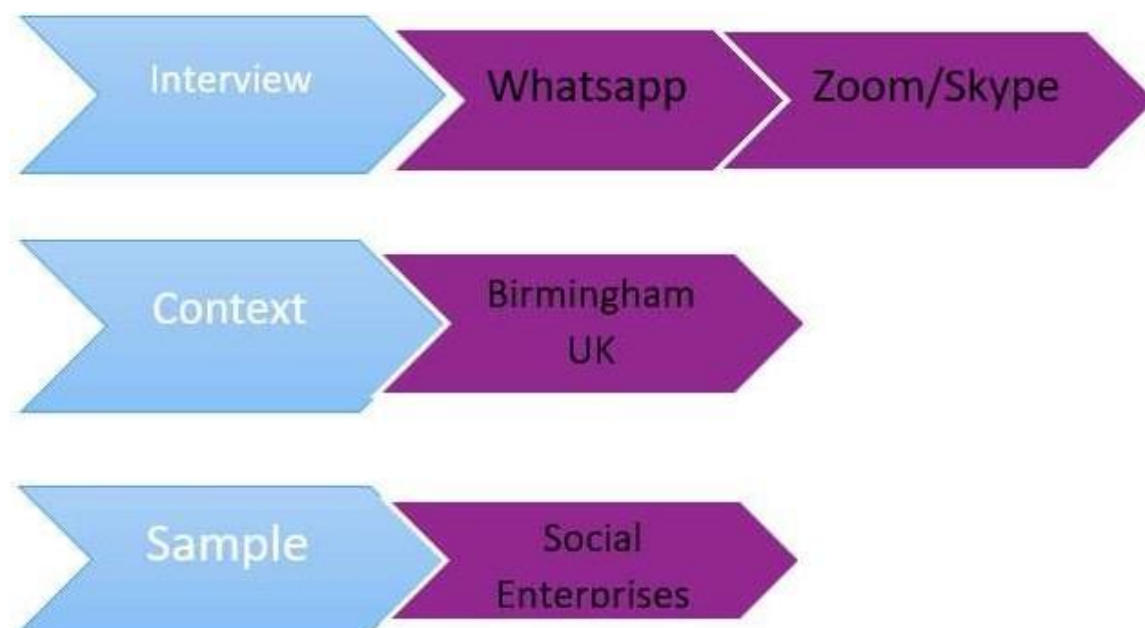 Interview Whatsapp Zoom/Skype
Context Birmingham
UK
Sample Social
Enterprises